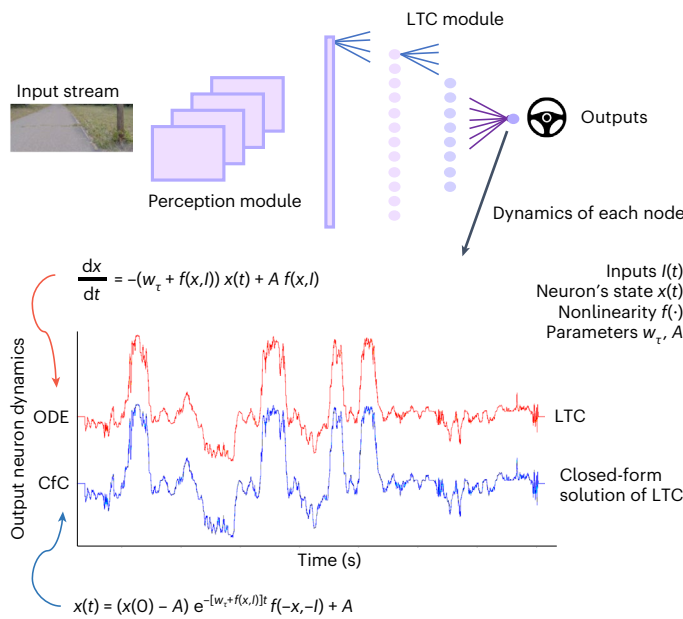 LTC module
Input stream
Outputs
Perception module
Dynamics of each node
dx/dt = –(wτ + f(x,I)) x(t) + A f(x,I)
Inputs I(t)
Neuron's state x(t)
Nonlinearity f(·)
Parameters wτ, A
Output neuron dynamics
ODE
LTC
CfC
Closed-form
solution of LTC
Time (s)
x(t) = (x(0) – A) e–[wτ+f(x,I)]t f(–x,–I) + A